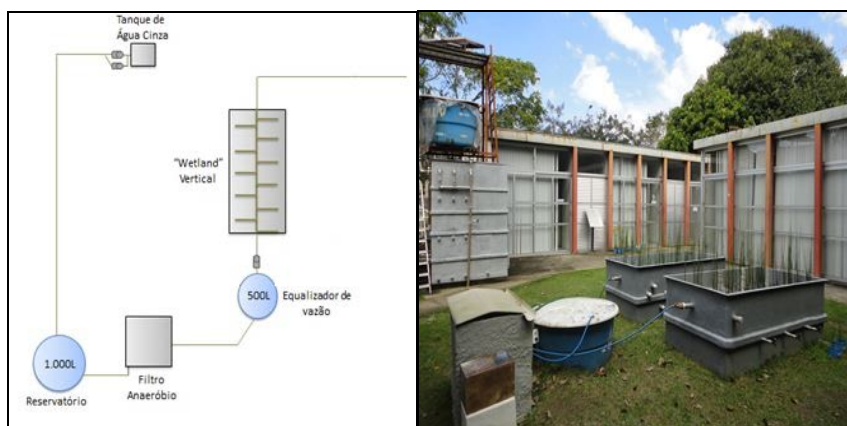 Tanque de
Água Cinza
"Wetland"
Vertical
500L
Equalizador de
vazão
1.000L
Filtro
Anaeróbio
Reservatório